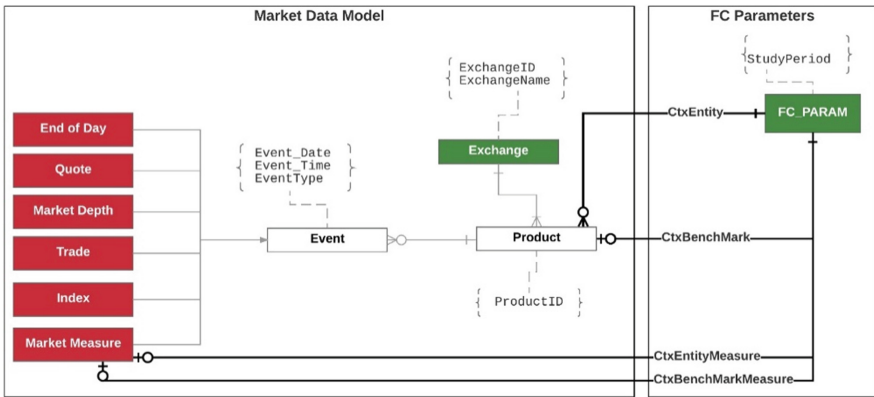 Market Data Model
FC Parameters
ExchangeID
ExchangeName
StudyPeriod
End of Day
CtxEntity
FC_PARAM
Event_Date
Event_Time
EventType
Exchange
Quote
Market Depth
Event
Product
CtxBenchMark
Trade
Index
ProductID
Market Measure
CtxEntityMeasure
CtxBenchMarkMeasure